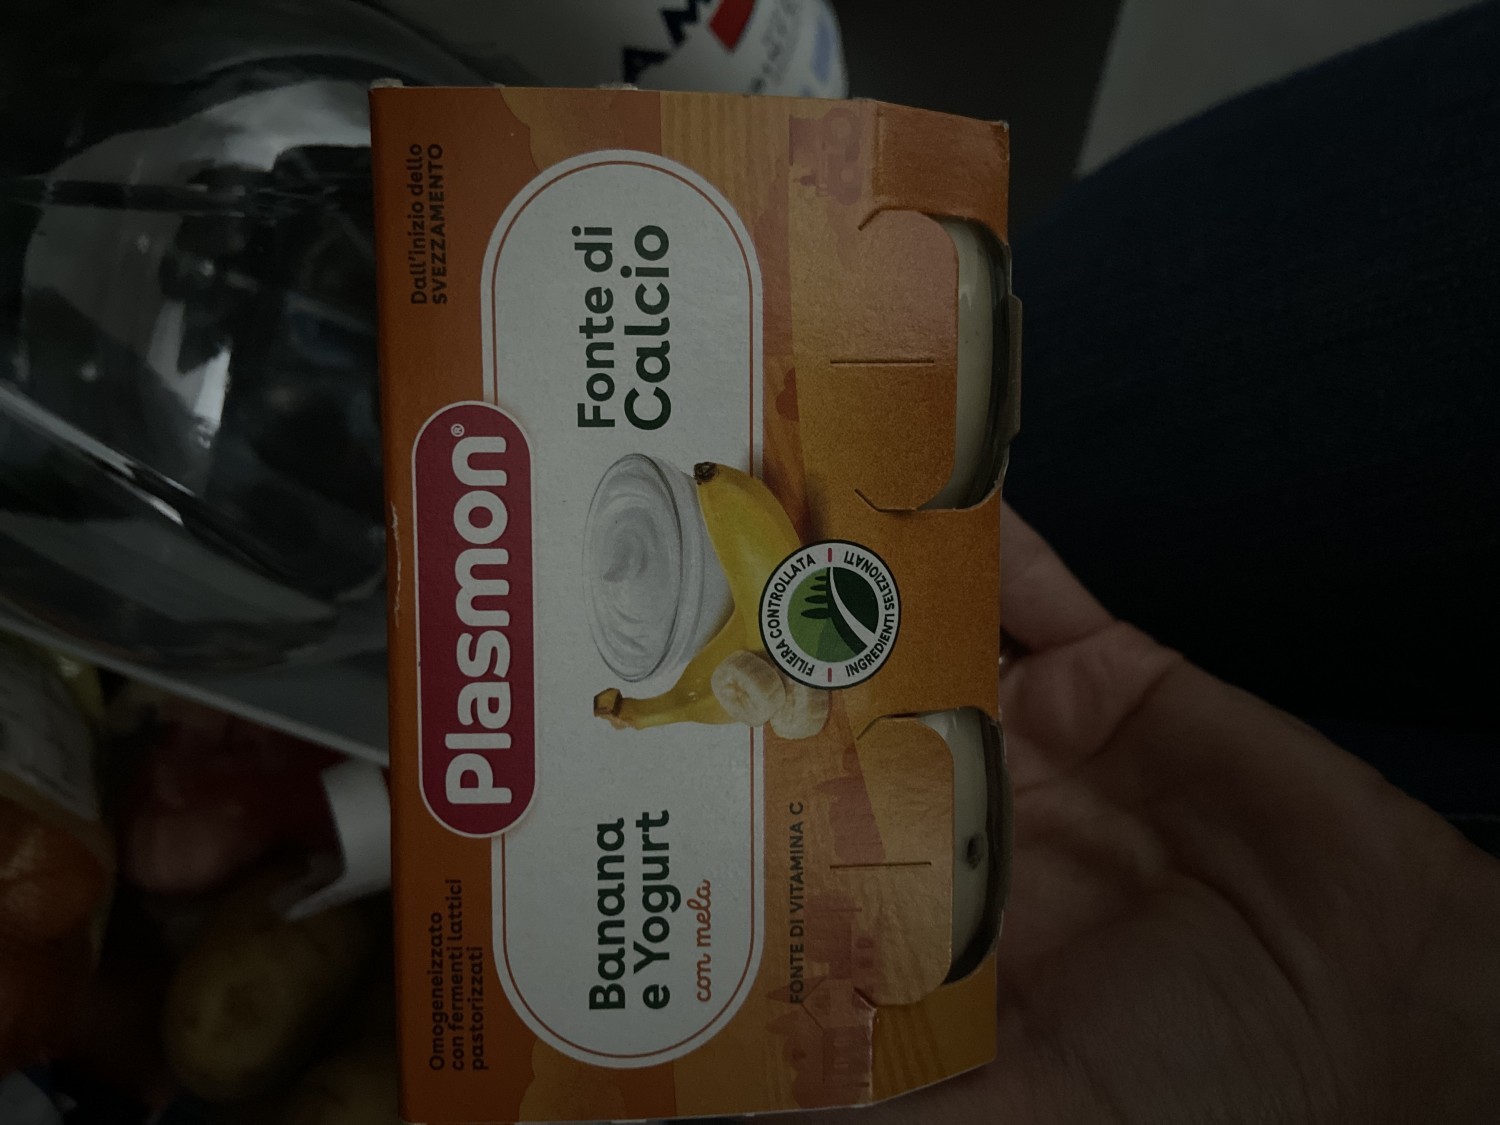 Dall'inizio dello
SVEZZAMENTO
Omogeneizzato
con fermenti lattici
pastorizzati
Plasmon®
Banana
e Yogurt
con mela
Fonte di
Calcio
FILIERA CONTROLLATA
INGREDIENTI SELEZIONATI
FONTE DI VITAMINA C
AM